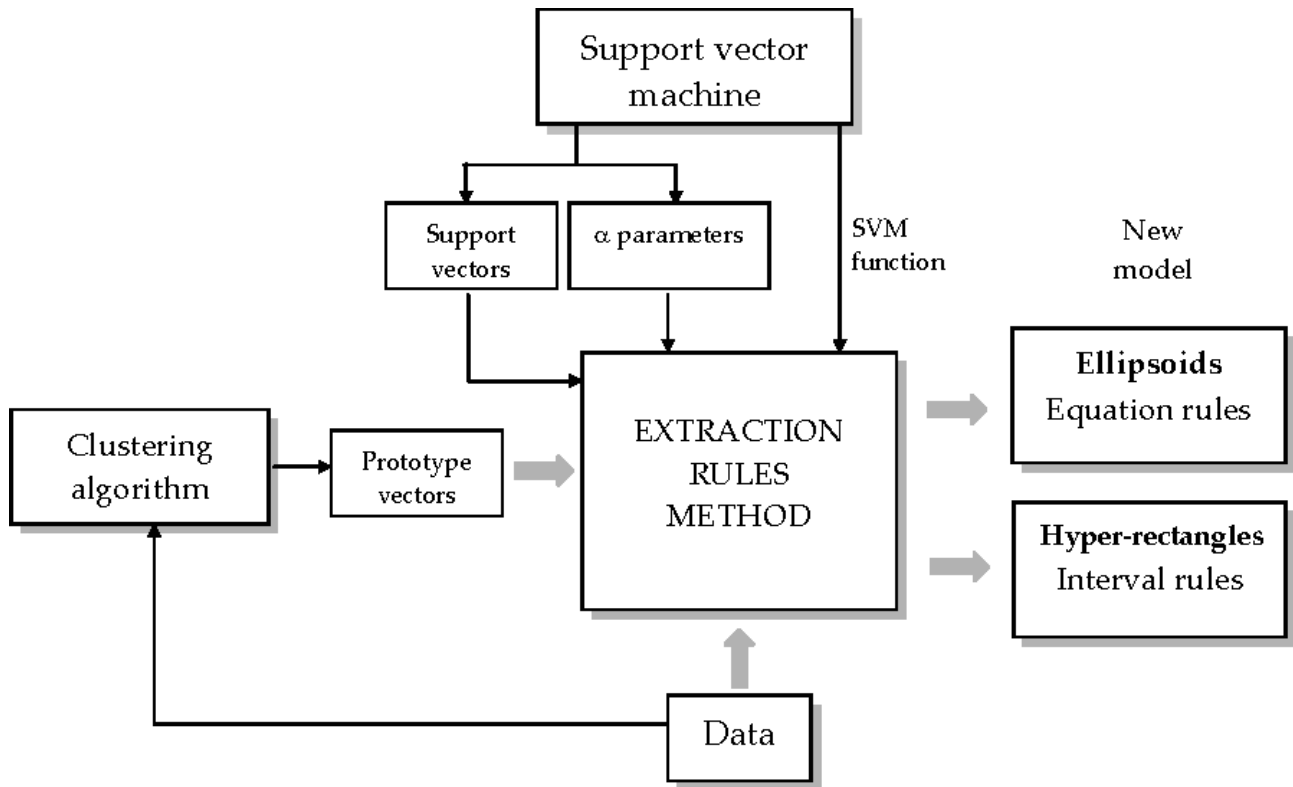 Support vector
machine
Support
vectors
α parameters
SVM
function
New
model
Ellipsoids
Equation rules
Clustering
algorithm
Prototype
vectors
EXTRACTION
RULES
METHOD
Hyper-rectangles
Interval rules
Data